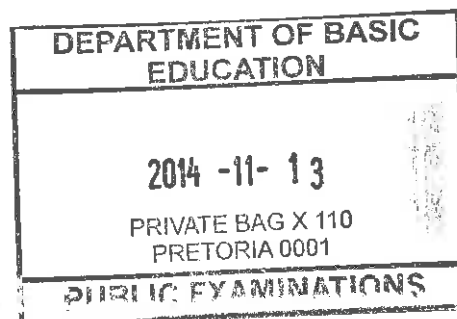 DEPARTMENT OF BASIC
EDUCATION
2014 -11- 13
PRIVATE BAG X 110
PRETORIA 0001
PUBLIC EXAMINATIONS